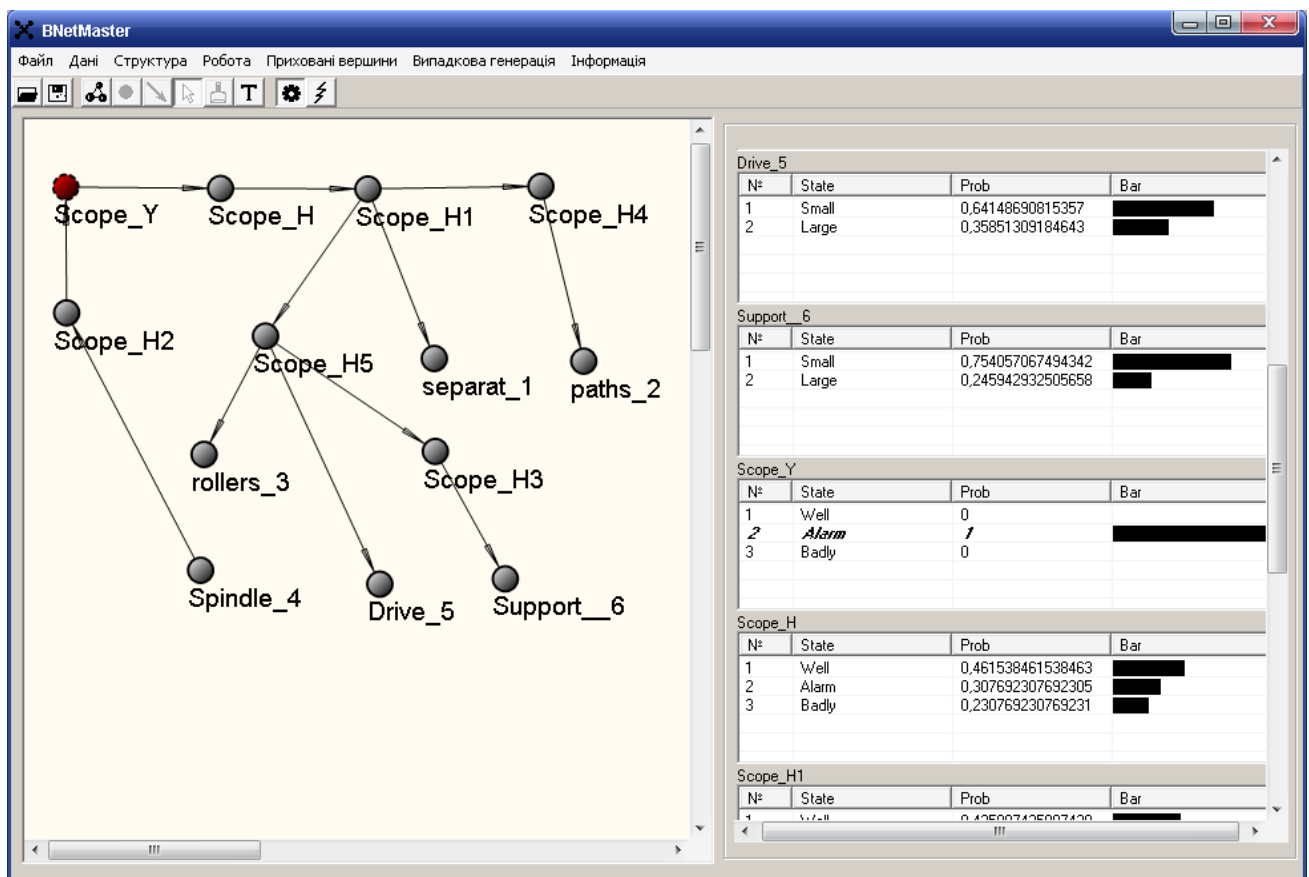 BNetMaster
Файл Дані Структура Робота Приховані вершини Випадкова генерація Інформація
T
Scope_Y Scope_H Scope_H1 Scope_H4
Scope_H2
Scope_H5
separat_1 paths_2
rollers_3 Scope_H3
Spindle_4 Drive_5 Support__6
Drive_5
№ State Prob Bar
1 Small 0,64148690815357
2 Large 0,35851309184643
Support__6
№ State Prob Bar
1 Small 0,754057067494342
2 Large 0,245942932505658
Scope_Y
№ State Prob Bar
1 Well 0
2 Alarm 1
3 Badly 0
Scope_H
№ State Prob Bar
1 Well 0,461538461538463
2 Alarm 0,307692307692305
3 Badly 0,230769230769231
Scope_H1
№ State Prob Bar